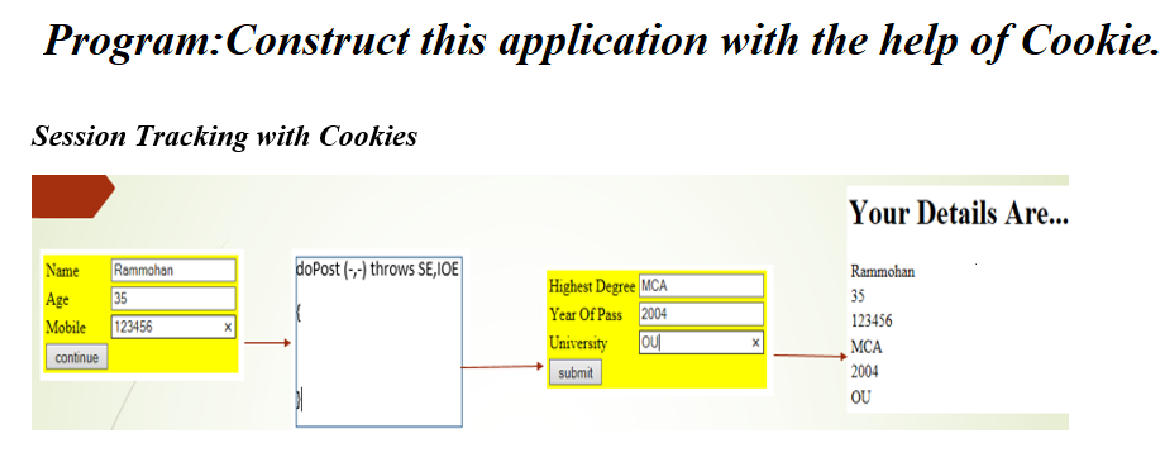 Program:Construct this application with the help of Cookie.
Session Tracking with Cookies
Name Rammohan
Age 35
Mobile 123456 x
continue
doPost (-,-) throws SE,IOE
{
}
Highest Degree MCA
Year Of Pass 2004
University OU x
submit
Your Details Are...
Rammohan
35
123456
MCA
2004
OU